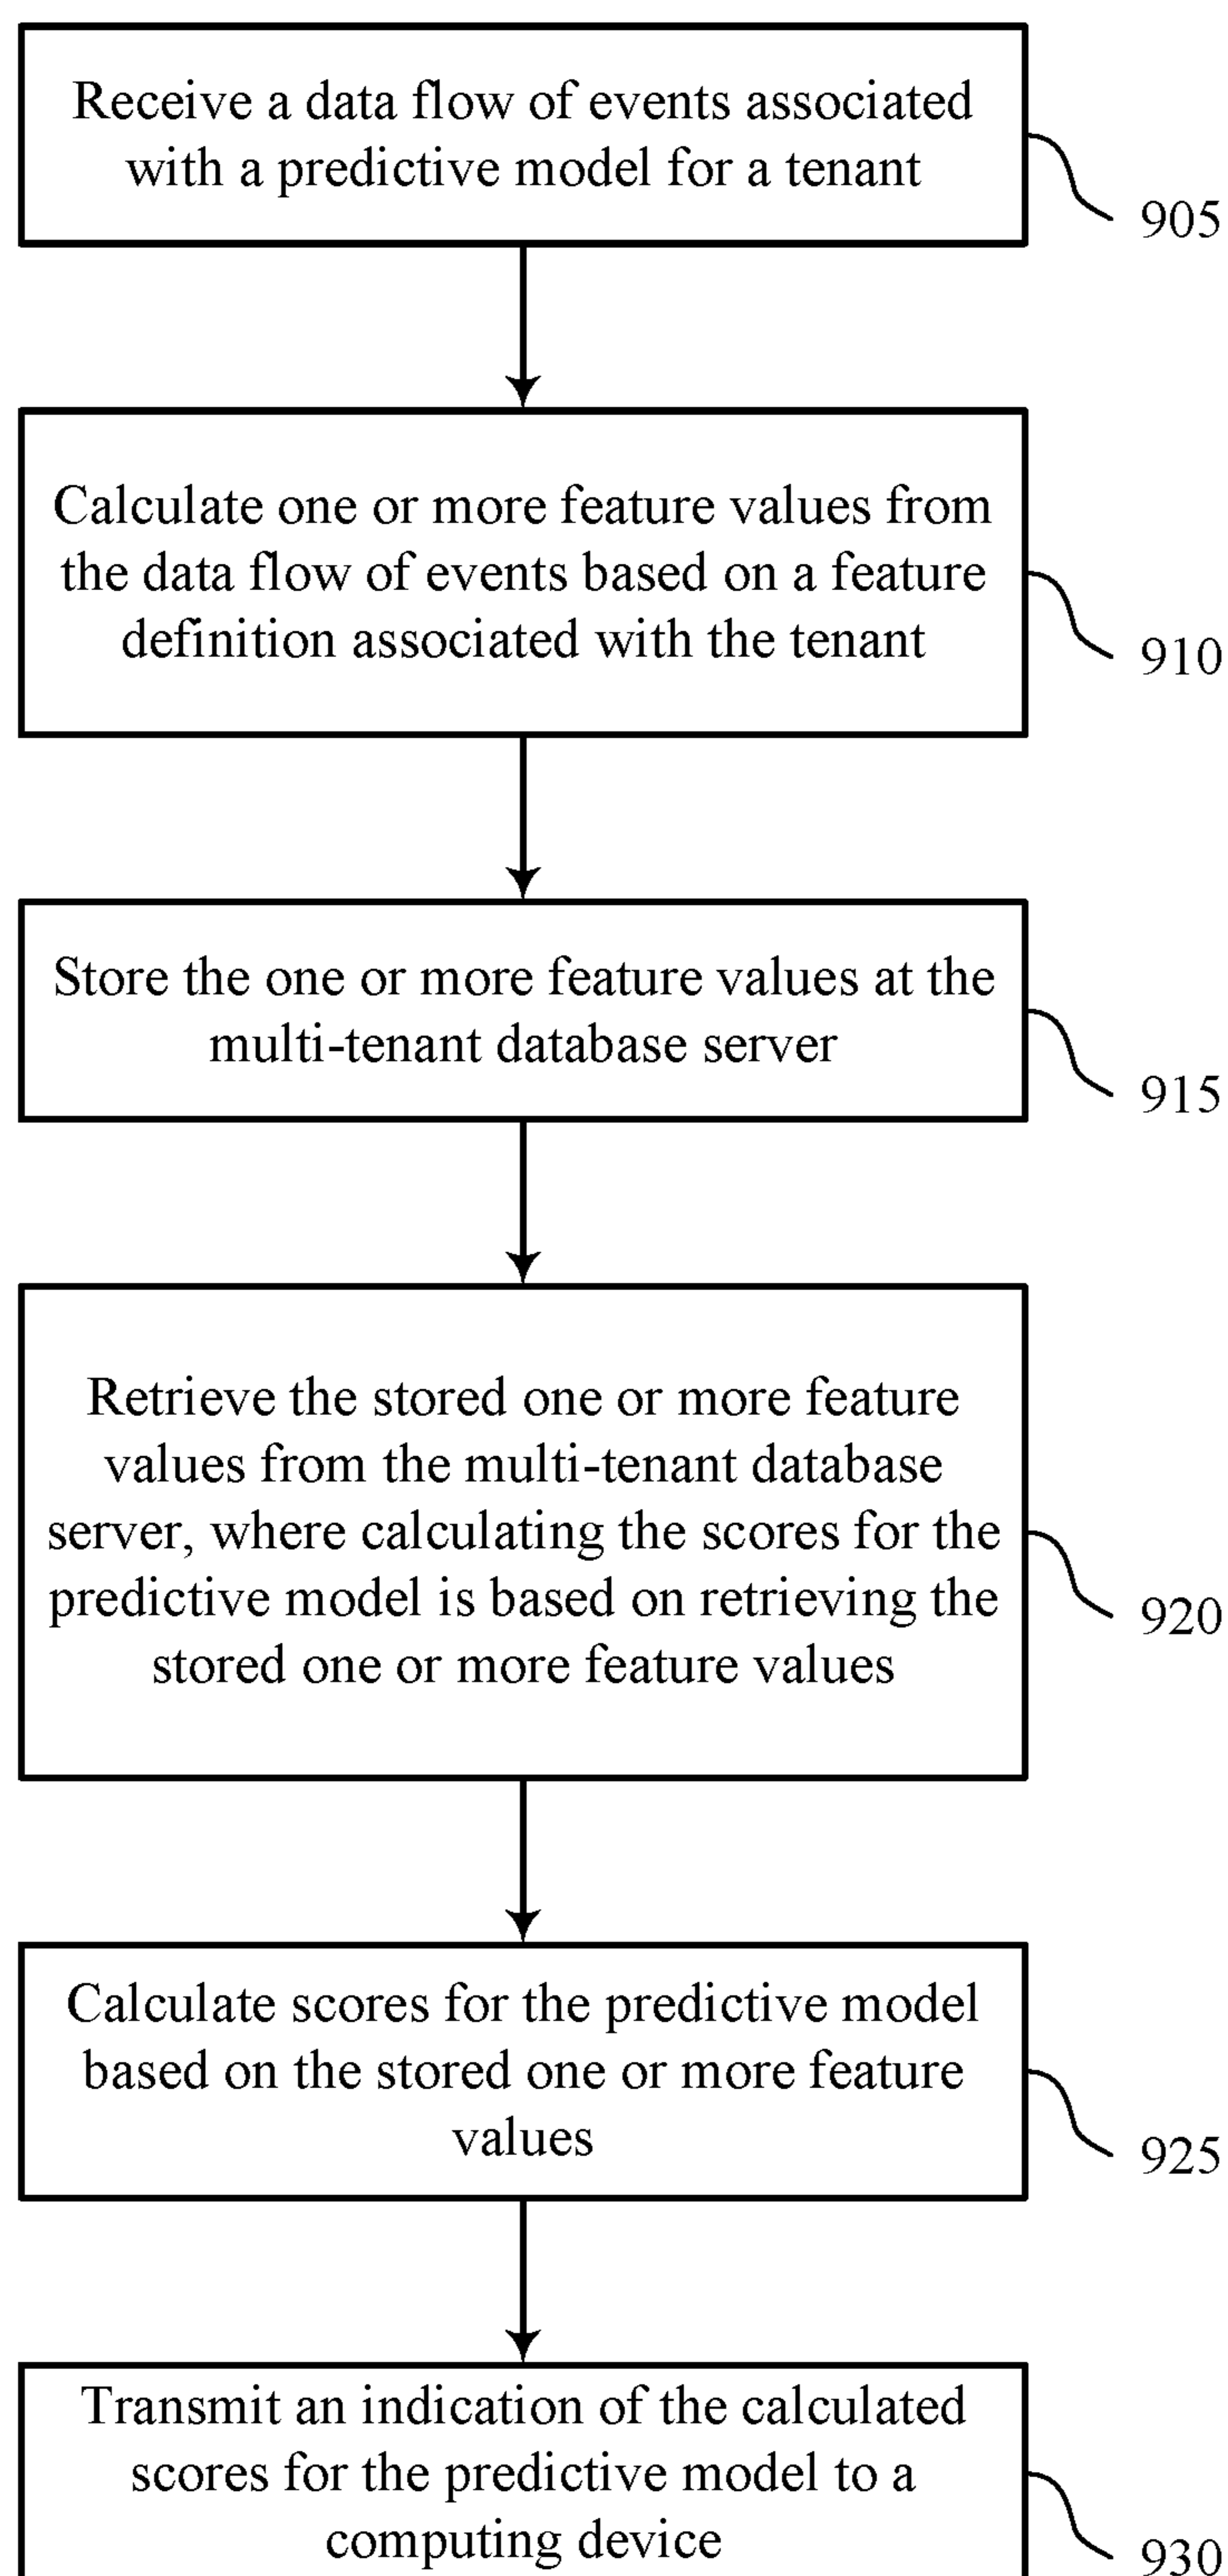 Receive a data flow of events associated
with a predictive model for a tenant
905
Calculate one or more feature values from
the data flow of events based on a feature
definition associated with the tenant
910
Store the one or more feature values at the
multi-tenant database server
915
Retrieve the stored one or more feature
values from the multi-tenant database
server, where calculating the scores for the
predictive model is based on retrieving the
stored one or more feature values
920
Calculate scores for the predictive model
based on the stored one or more feature
values
925
Transmit an indication of the calculated
scores for the predictive model to a
computing device
930